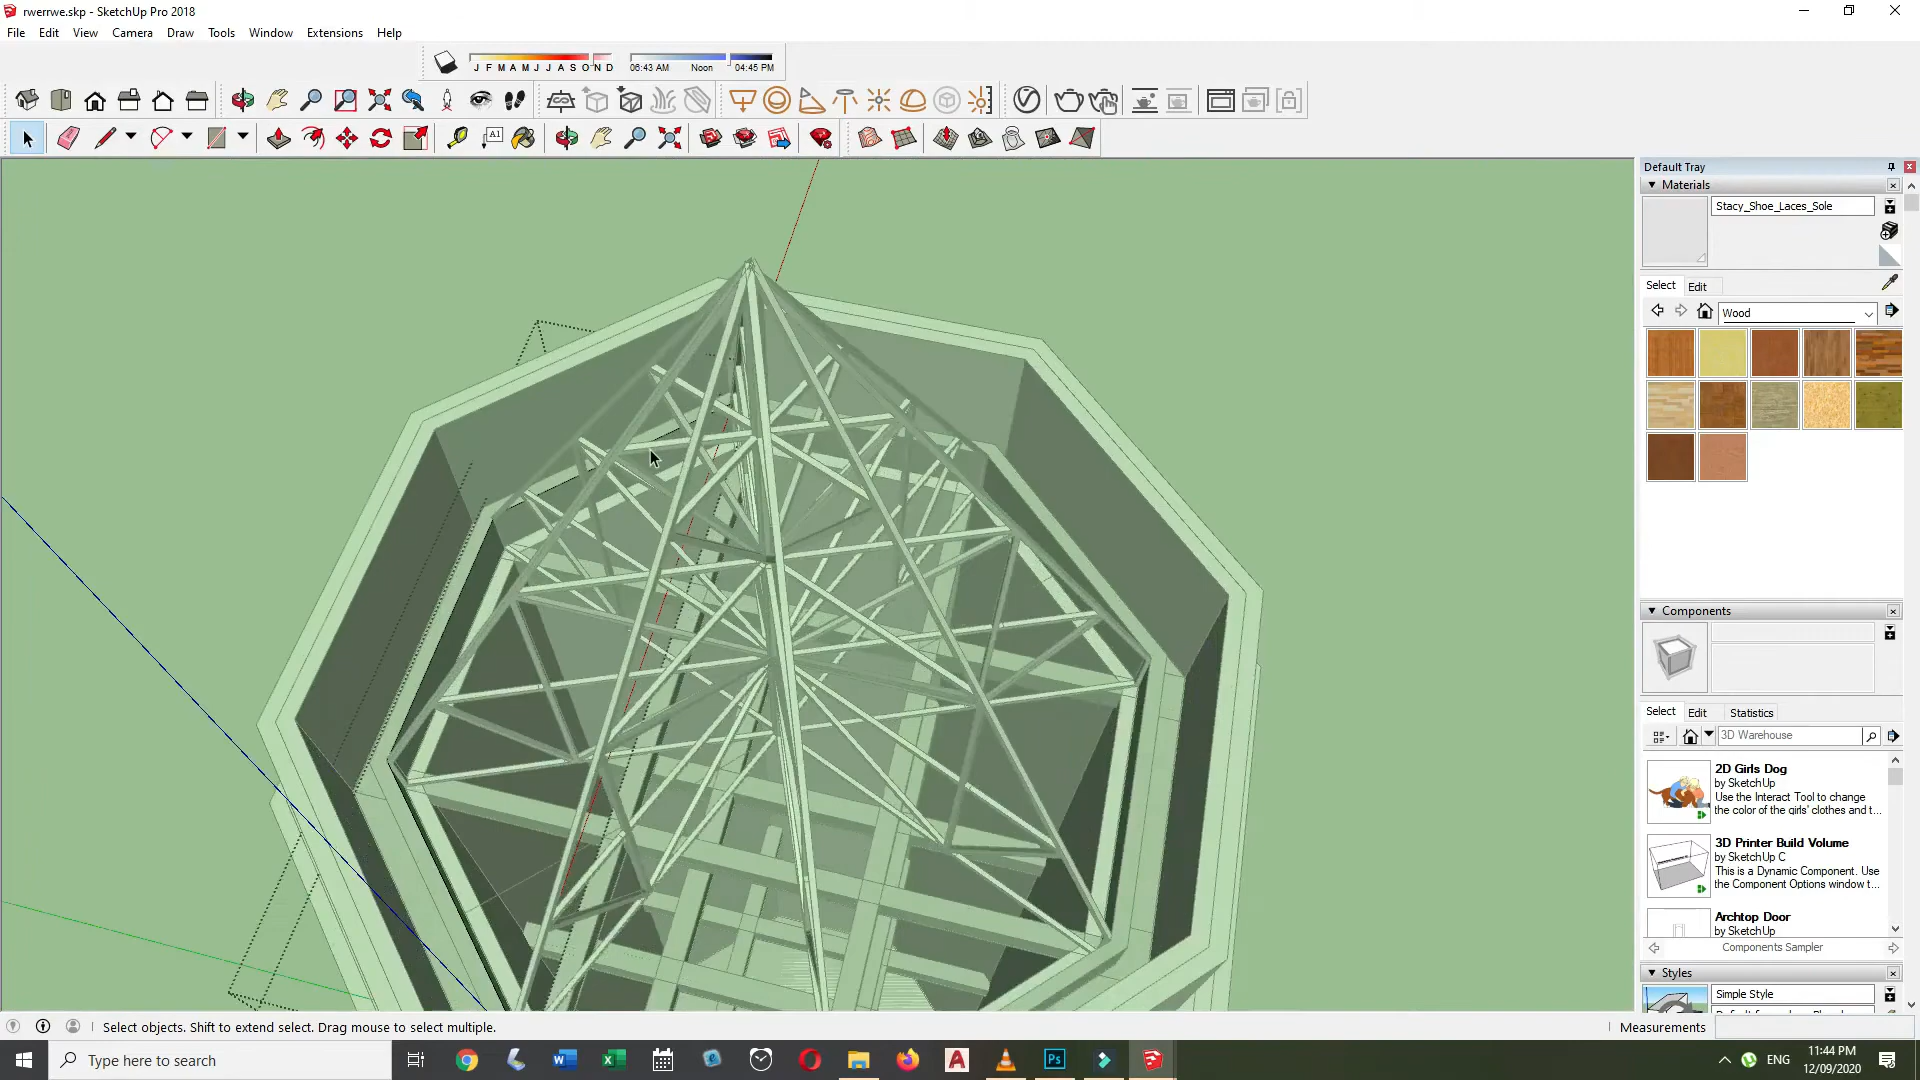 rwerrwe.skp - SketchUp Pro 2018
File Edit View Camera Draw Tools Window Extensions Help
J F M A M J J A S O N D
06:43 AM Noon 04:45 PM
A1
Default Tray
Materials
Stacy_Shoe_Laces_Sole
Select Edit
Wood
Components
Select Edit Statistics
3D Warehouse
2D Girls Dog
by SketchUp
Use the Interact Tool to change
the color of the girls' clothes and t...
3D Printer Build Volume
by SketchUp C
This is a Dynamic Component. Use
the Component Options window t...
Archtop Door
by SketchUp
Components Sampler
Styles
Simple Style
Select objects. Shift to extend select. Drag mouse to select multiple.
Measurements
Type here to search
ENG
11:44 PM
12/09/2020